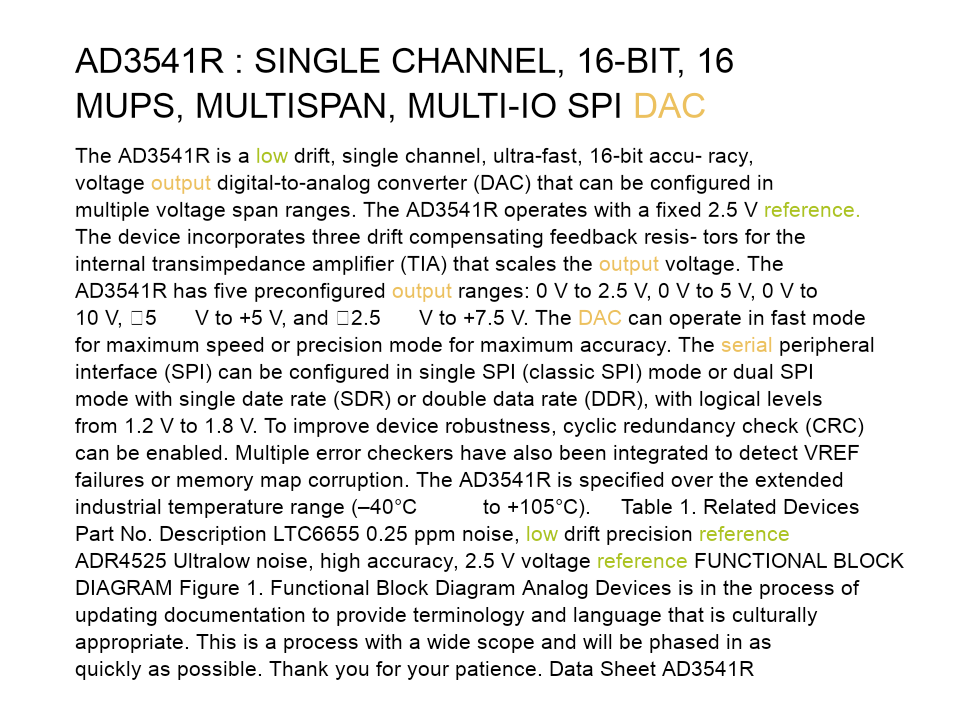 AD3541R : SINGLE CHANNEL, 16-BIT, 16
MUPS, MULTISPAN, MULTI-IO SPI DAC
The AD3541R is a low drift, single channel, ultra-fast, 16-bit accu- racy,
voltage output digital-to-analog converter (DAC) that can be configured in
multiple voltage span ranges. The AD3541R operates with a fixed 2.5 V reference.
The device incorporates three drift compensating feedback resis- tors for the
internal transimpedance amplifier (TIA) that scales the output voltage. The
AD3541R has five preconfigured output ranges: 0 V to 2.5 V, 0 V to 5 V, 0 V to
10 V, □5 V to +5 V, and □2.5 V to +7.5 V. The DAC can operate in fast mode
for maximum speed or precision mode for maximum accuracy. The serial peripheral
interface (SPI) can be configured in single SPI (classic SPI) mode or dual SPI
mode with single date rate (SDR) or double data rate (DDR), with logical levels
from 1.2 V to 1.8 V. To improve device robustness, cyclic redundancy check (CRC)
can be enabled. Multiple error checkers have also been integrated to detect VREF
failures or memory map corruption. The AD3541R is specified over the extended
industrial temperature range (–40°C to +105°C). Table 1. Related Devices
Part No. Description LTC6655 0.25 ppm noise, low drift precision reference
ADR4525 Ultralow noise, high accuracy, 2.5 V voltage reference FUNCTIONAL BLOCK
DIAGRAM Figure 1. Functional Block Diagram Analog Devices is in the process of
updating documentation to provide terminology and language that is culturally
appropriate. This is a process with a wide scope and will be phased in as
quickly as possible. Thank you for your patience. Data Sheet AD3541R